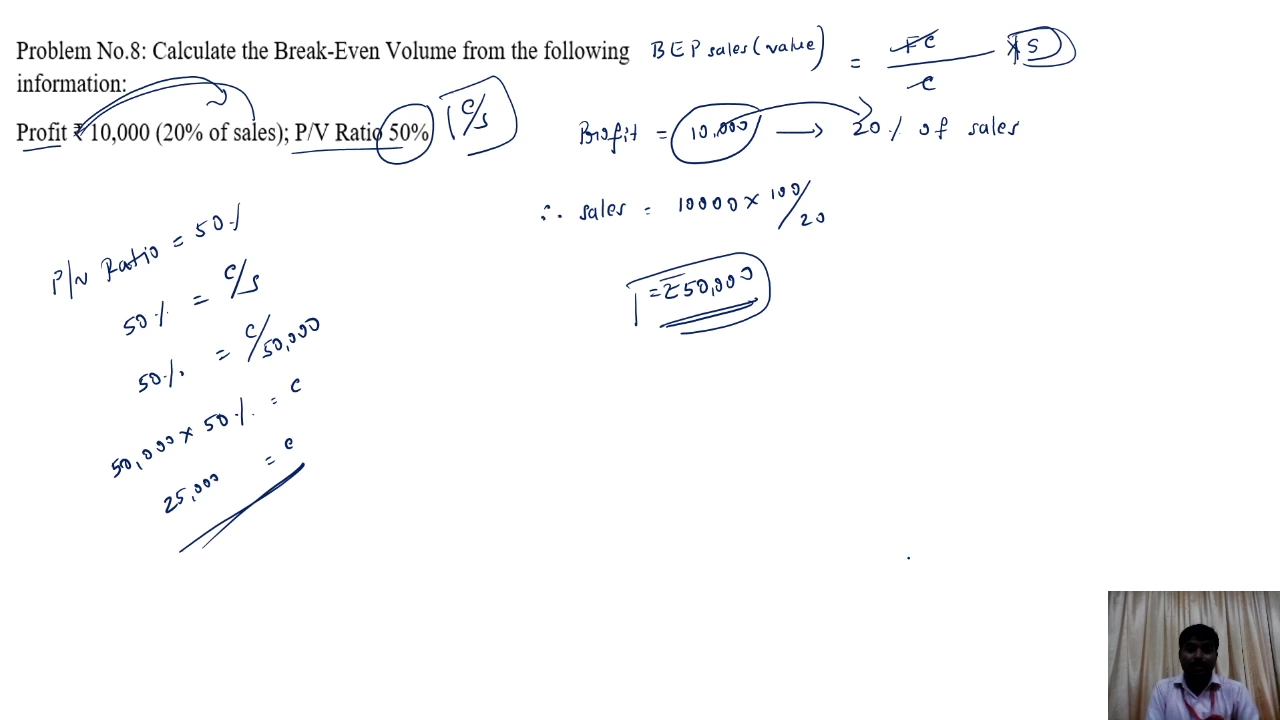 Problem No.8: Calculate the Break-Even Volume from the following
information:
Profit ₹ 10,000 (20% of sales); P/V Ratio 50%
C/S
BEP sales (value) = FC/C × S
Profit = 10,000 → 20% of sales
∴ sales = 10000 × 100/20
= ₹50,000
P/V Ratio = 50%
50% = C/S
50% = C/50,000
50,000 × 50% = C
25,000 = C